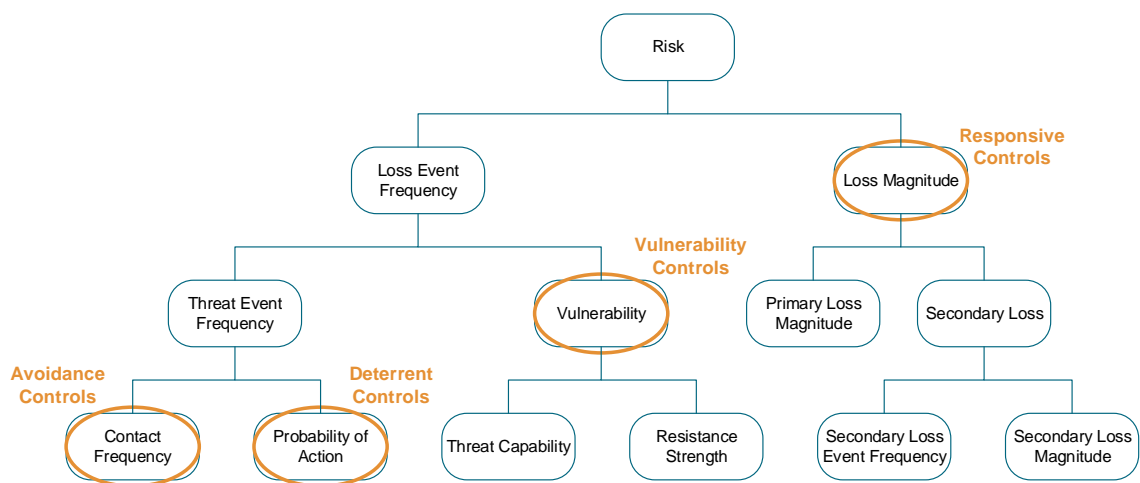 Risk
Responsive
Controls
Loss Event
Frequency
Loss Magnitude
Vulnerability
Controls
Threat Event
Frequency
Vulnerability
Primary Loss
Magnitude
Secondary Loss
Avoidance
Controls
Deterrent
Controls
Contact
Frequency
Probability of
Action
Threat Capability
Resistance
Strength
Secondary Loss
Event Frequency
Secondary Loss
Magnitude